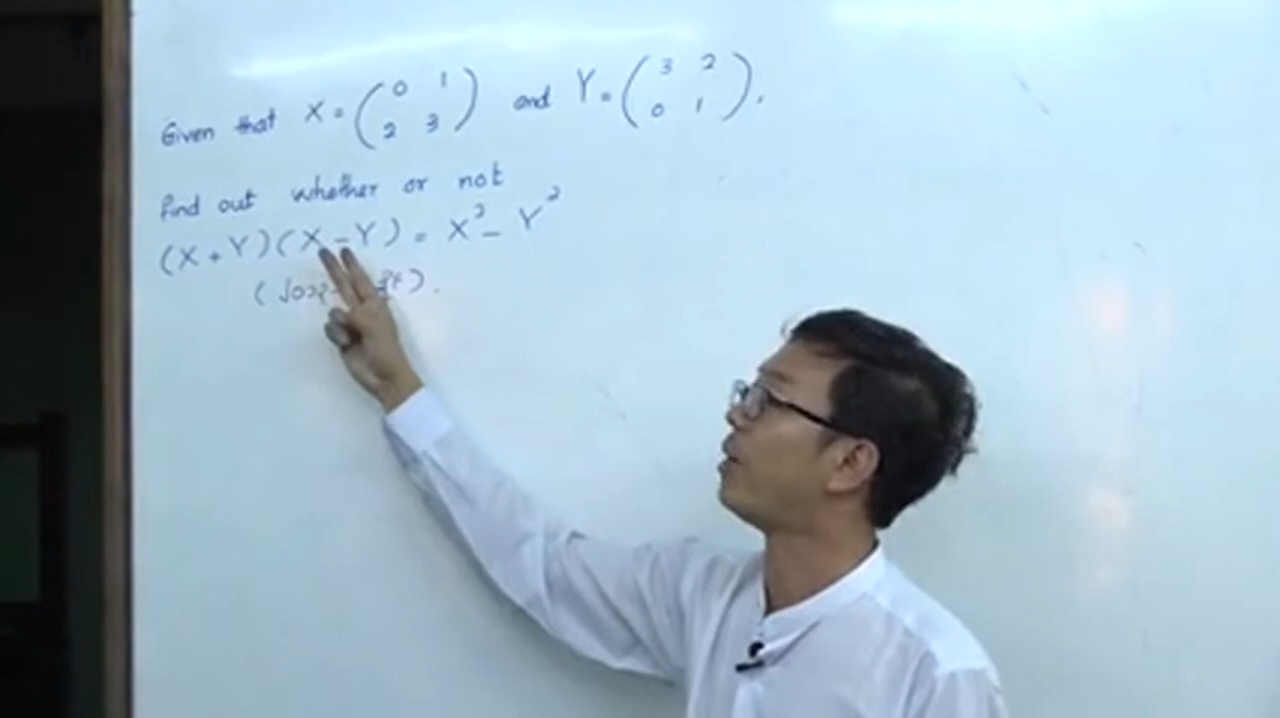 Given that X = ( 0 1 2 3 ) and Y = ( 3 2 0 1 ).
find out whether or not
(X + Y)(X - Y) = X² - Y²